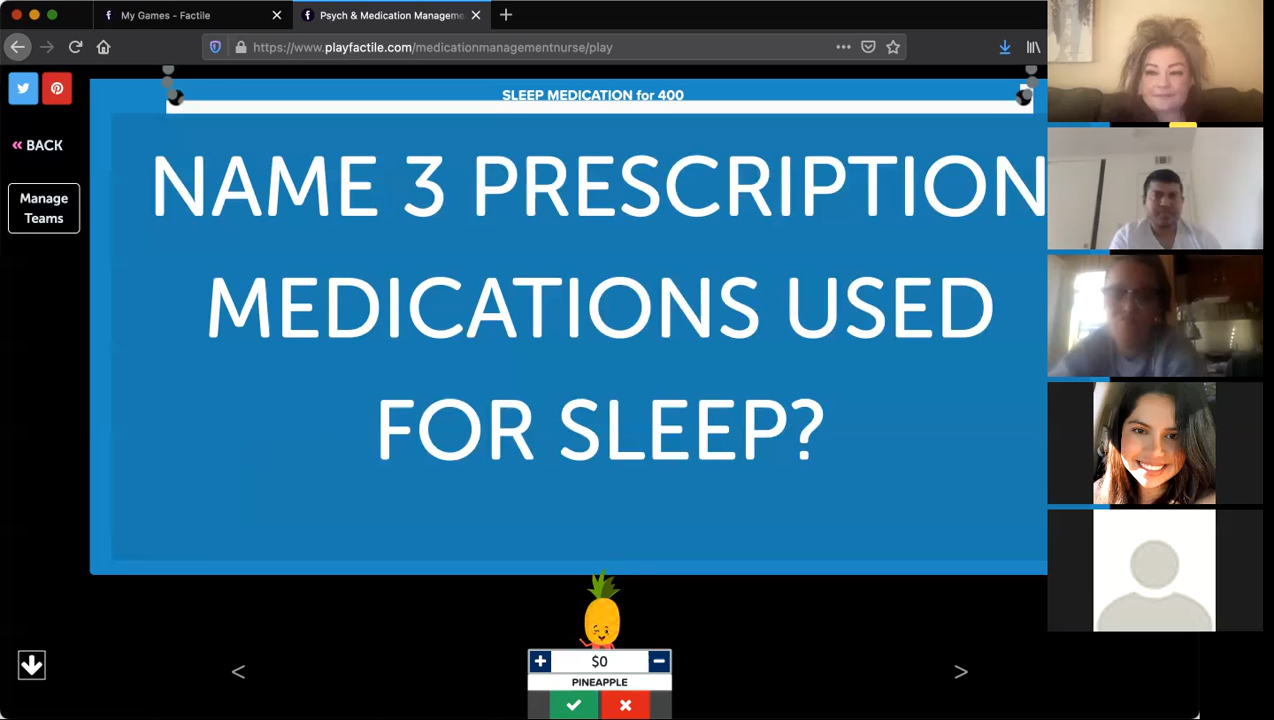 My Games - Factile
Psych & Medication Manageme
https://www.playfactile.com/medicationmanagementnurse/play
SLEEP MEDICATION for 400
« BACK
Manage
Teams
NAME 3 PRESCRIPTION
MEDICATIONS USED
FOR SLEEP?
<
>
+ $0 −
PINEAPPLE